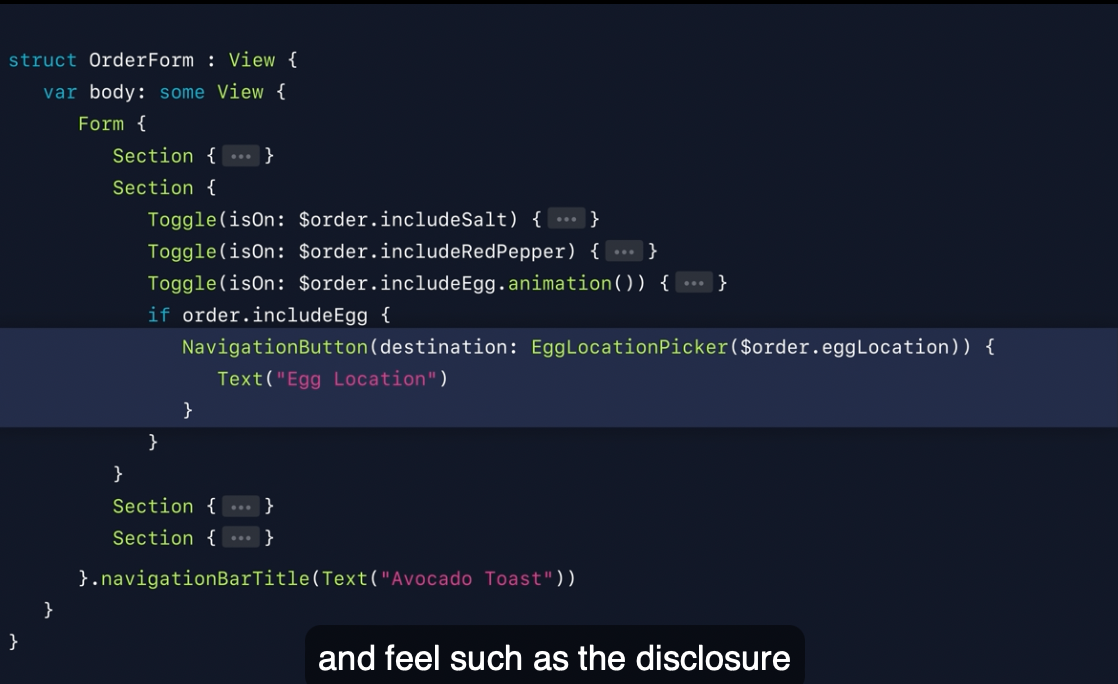 struct OrderForm : View {
var body: some View {
Form {
Section { ••• }
Section {
Toggle(isOn: $order.includeSalt) { ••• }
Toggle(isOn: $order.includeRedPepper) { ••• }
Toggle(isOn: $order.includeEgg.animation()) { ••• }
if order.includeEgg {
NavigationButton(destination: EggLocationPicker($order.eggLocation)) {
Text("Egg Location")
}
}
}
Section { ••• }
Section { ••• }
}.navigationBarTitle(Text("Avocado Toast"))
}
}
and feel such as the disclosure